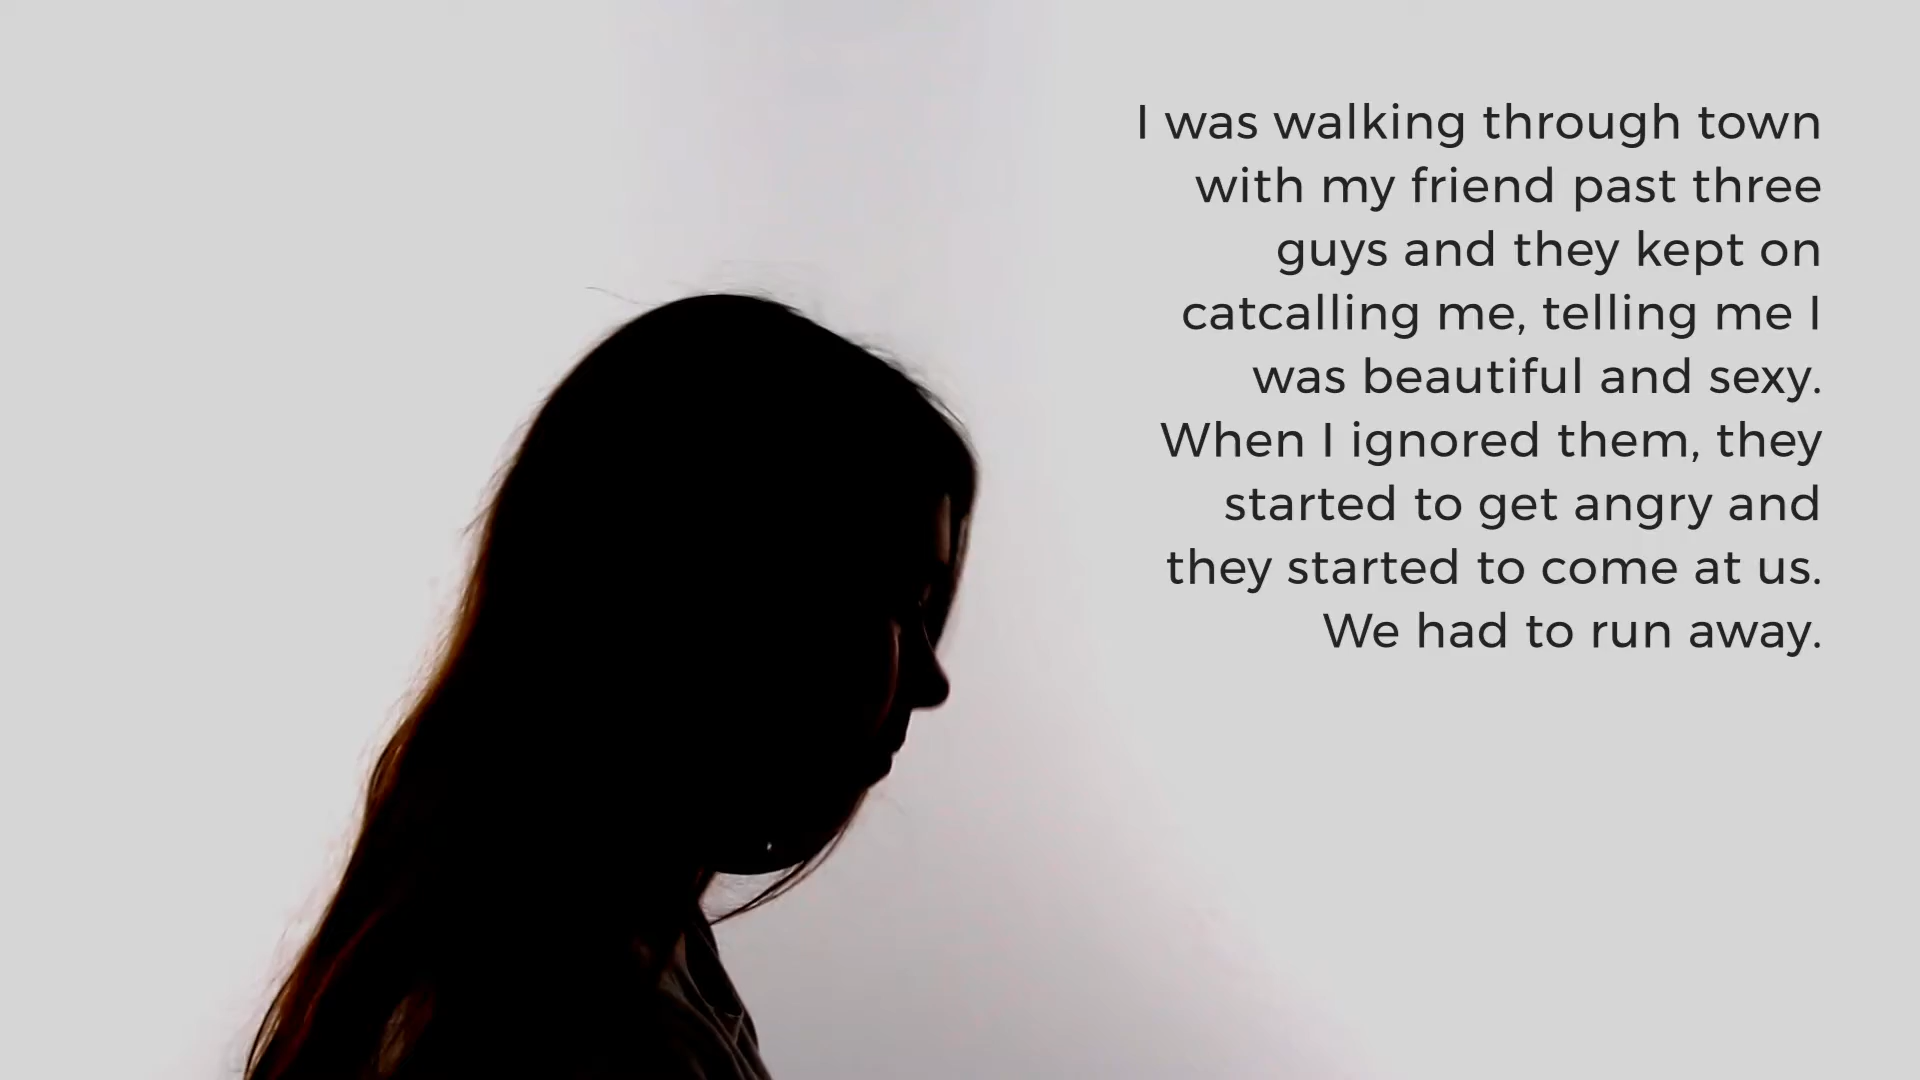 I was walking through town
with my friend past three
guys and they kept on
catcalling me, telling me I
was beautiful and sexy.
When I ignored them, they
started to get angry and
they started to come at us.
We had to run away.